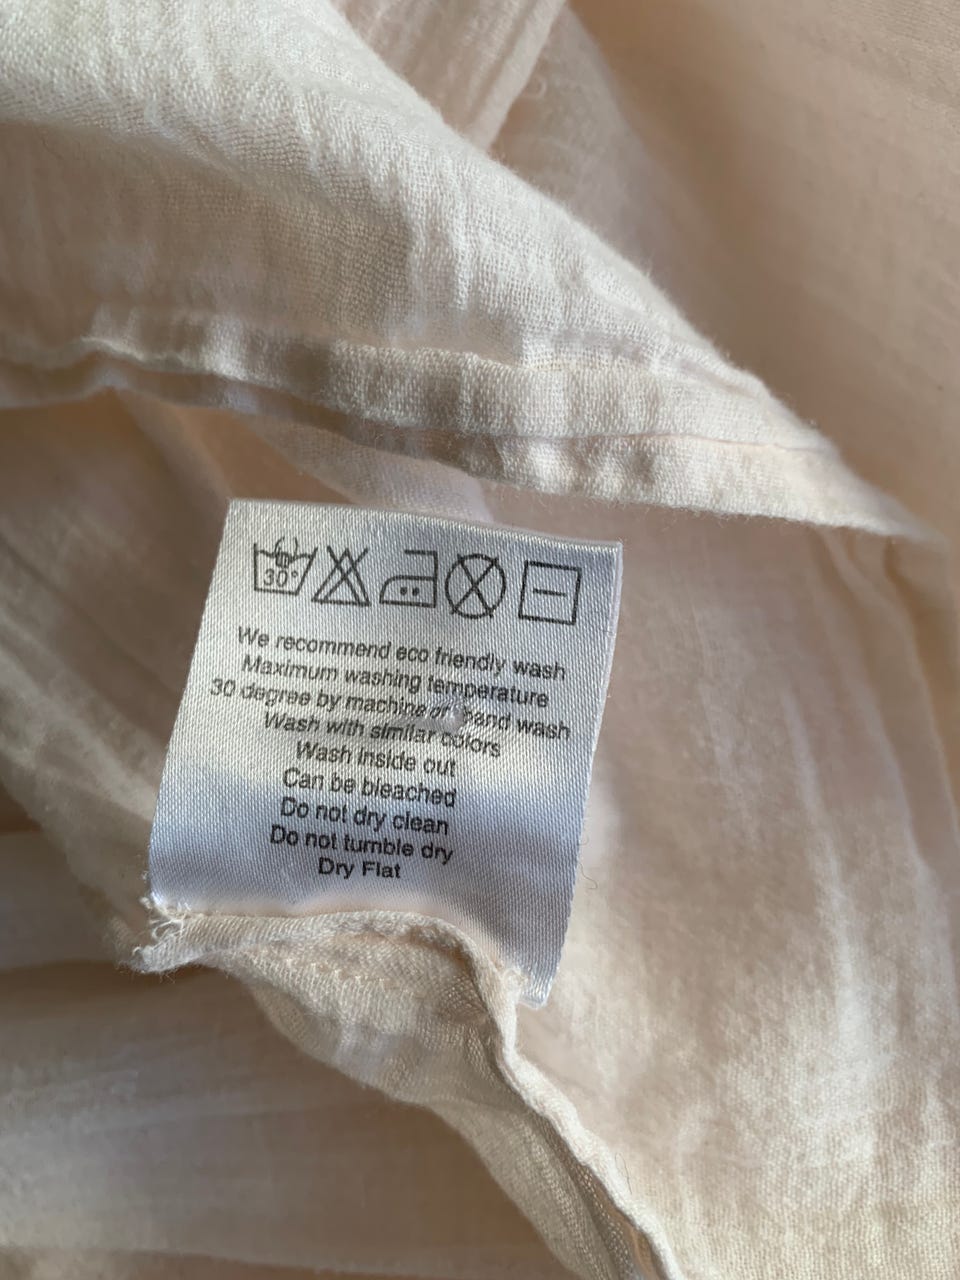 30°
We recommend eco friendly wash
Maximum washing temperature
30 degree by machine or hand wash
Wash with similar colors
Wash inside out
Can be bleached
Do not dry clean
Do not tumble dry
Dry Flat